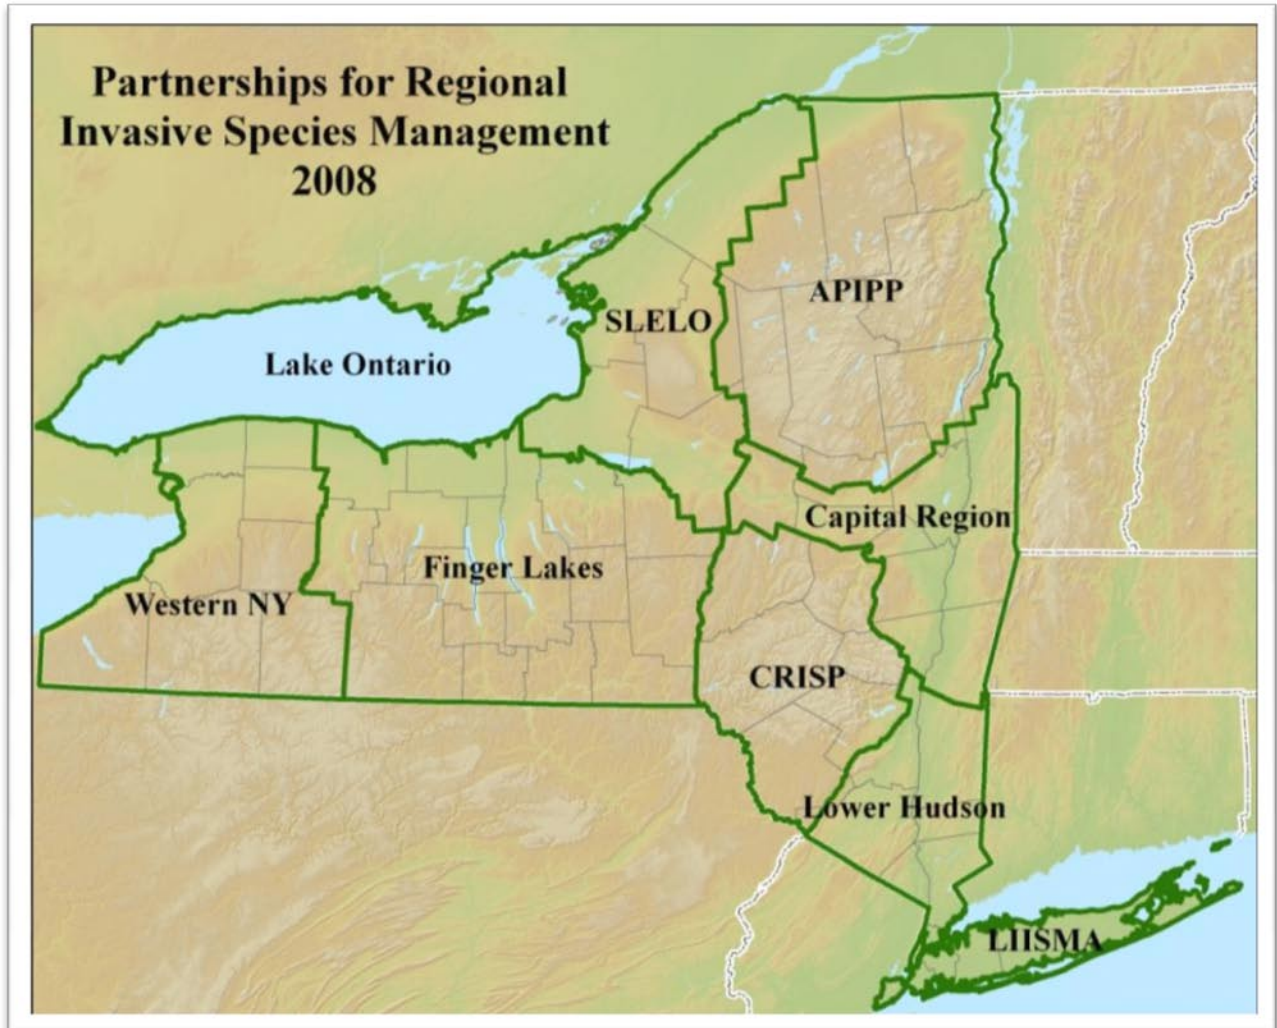 Partnerships for Regional
Invasive Species Management
2008
APIPP
SLELO
Lake Ontario
Capital Region
Finger Lakes
Western NY
CRISP
Lower Hudson
LIISMA